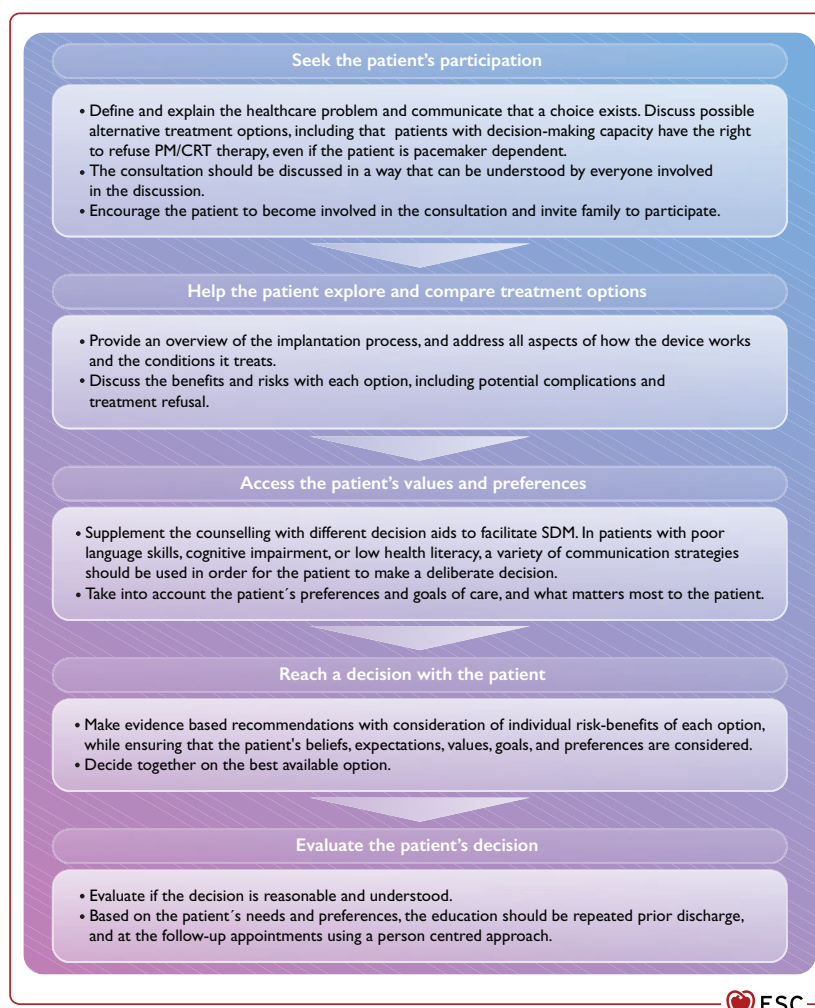 Seek the patient's participation
• Define and explain the healthcare problem and communicate that a choice exists. Discuss possible
alternative treatment options, including that patients with decision-making capacity have the right
to refuse PM/CRT therapy, even if the patient is pacemaker dependent.
• The consultation should be discussed in a way that can be understood by everyone involved
in the discussion.
• Encourage the patient to become involved in the consultation and invite family to participate.
Help the patient explore and compare treatment options
• Provide an overview of the implantation process, and address all aspects of how the device works
and the conditions it treats.
• Discuss the benefits and risks with each option, including potential complications and
treatment refusal.
Access the patient's values and preferences
• Supplement the counselling with different decision aids to facilitate SDM. In patients with poor
language skills, cognitive impairment, or low health literacy, a variety of communication strategies
should be used in order for the patient to make a deliberate decision.
• Take into account the patient´s preferences and goals of care, and what matters most to the patient.
Reach a decision with the patient
• Make evidence based recommendations with consideration of individual risk-benefits of each option,
while ensuring that the patient's beliefs, expectations, values, goals, and preferences are considered.
• Decide together on the best available option.
Evaluate the patient's decision
• Evaluate if the decision is reasonable and understood.
• Based on the patient´s needs and preferences, the education should be repeated prior discharge,
and at the follow-up appointments using a person centred approach.
ESC